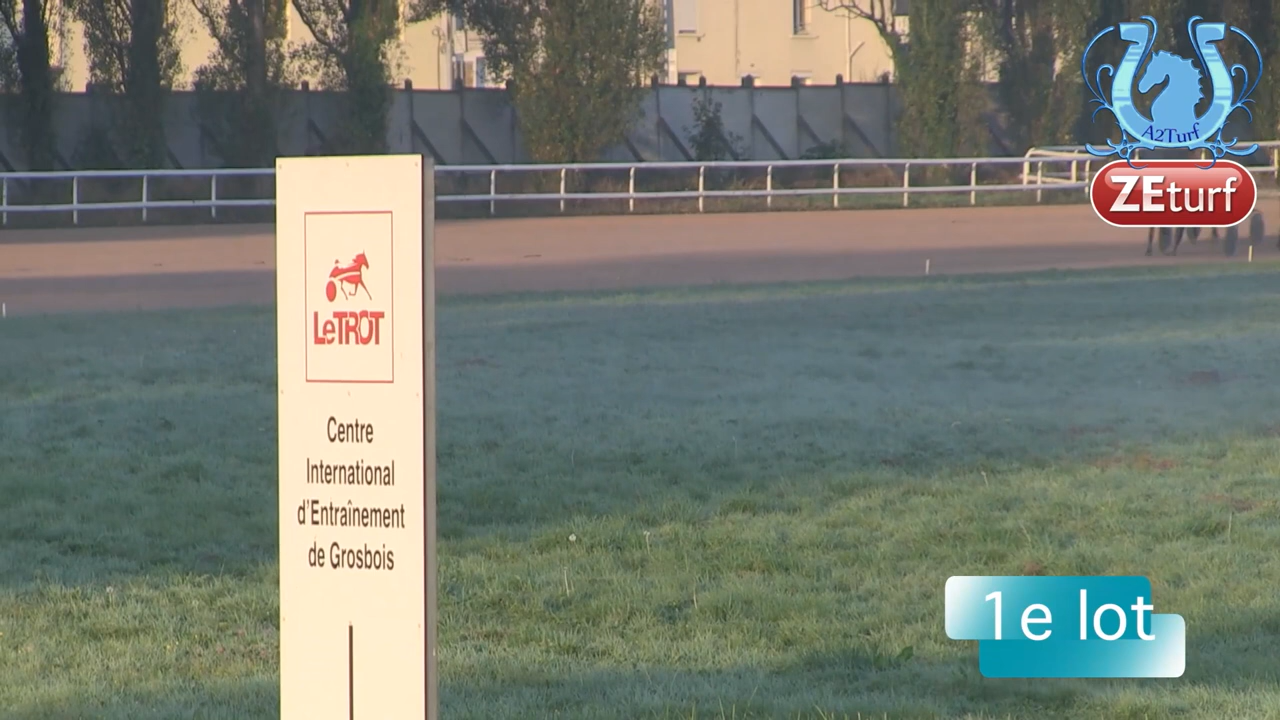 A2Turf
ZEturf
LeTROT
Centre
International
d'Entraînement
de Grosbois
1e lot